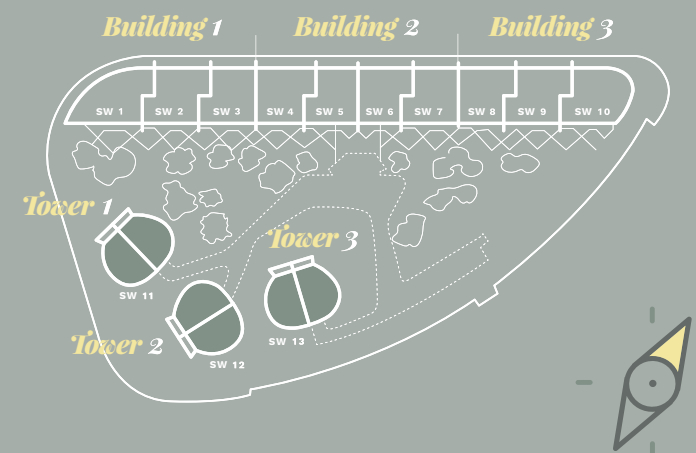 Building 1 Building 2 Building 3
SW 1 SW 2 SW 3 SW 4 SW 5 SW 6 SW 7 SW 8 SW 9 SW 10
Tower 1
Tower 3
SW 11
SW 13
Tower 2
SW 12